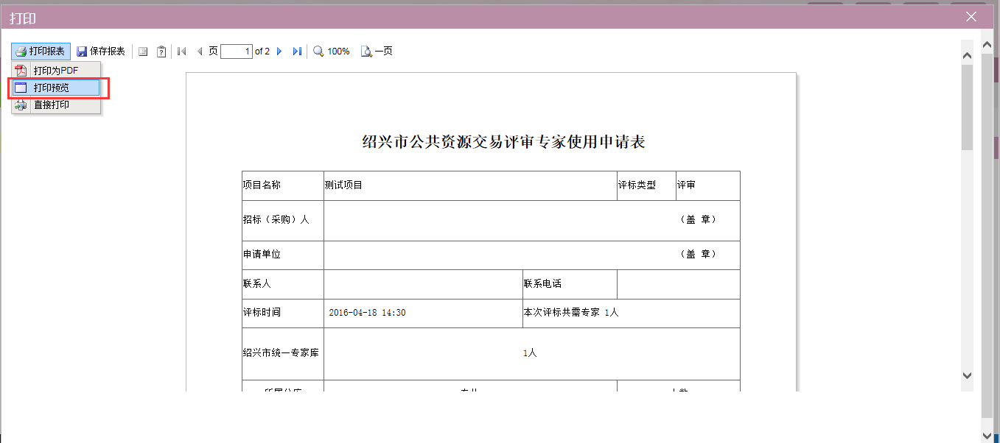 打印
打印报表 保存报表 页 1 of 2 100% 一页
打印为PDF
打印预览
直接打印
绍兴市公共资源交易评审专家使用申请表
项目名称 测试项目 评标类型 评审
招标（采购）人 （盖 章）
申请单位 （盖 章）
联系人 联系电话
评标时间 2016-04-18 14:30 本次评标共需专家 1人
绍兴市统一专家库 1人